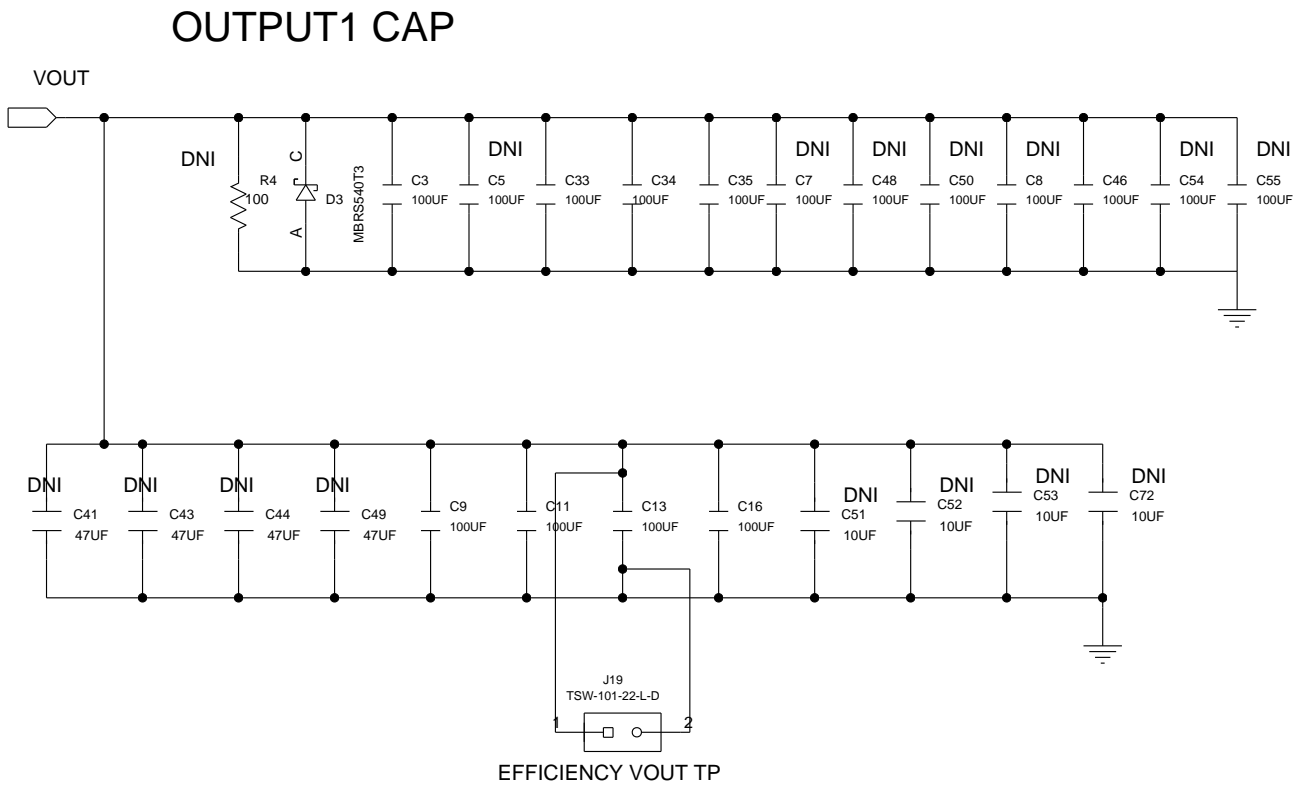 OUTPUT1 CAP
VOUT
DNI
R4
100
C
A
D3
MBRS540T3
C3
100UF
DNI
C5
100UF
C33
100UF
C34
100UF
C35
100UF
DNI
C7
100UF
DNI
C48
100UF
DNI
C50
100UF
DNI
C8
100UF
C46
100UF
DNI
C54
100UF
DNI
C55
100UF
DNI
C41
47UF
DNI
C43
47UF
DNI
C44
47UF
DNI
C49
47UF
C9
100UF
C11
100UF
C13
100UF
C16
100UF
DNI
C51
10UF
DNI
C52
10UF
DNI
C53
10UF
DNI
C72
10UF
J19
TSW-101-22-L-D
1
2
EFFICIENCY VOUT TP